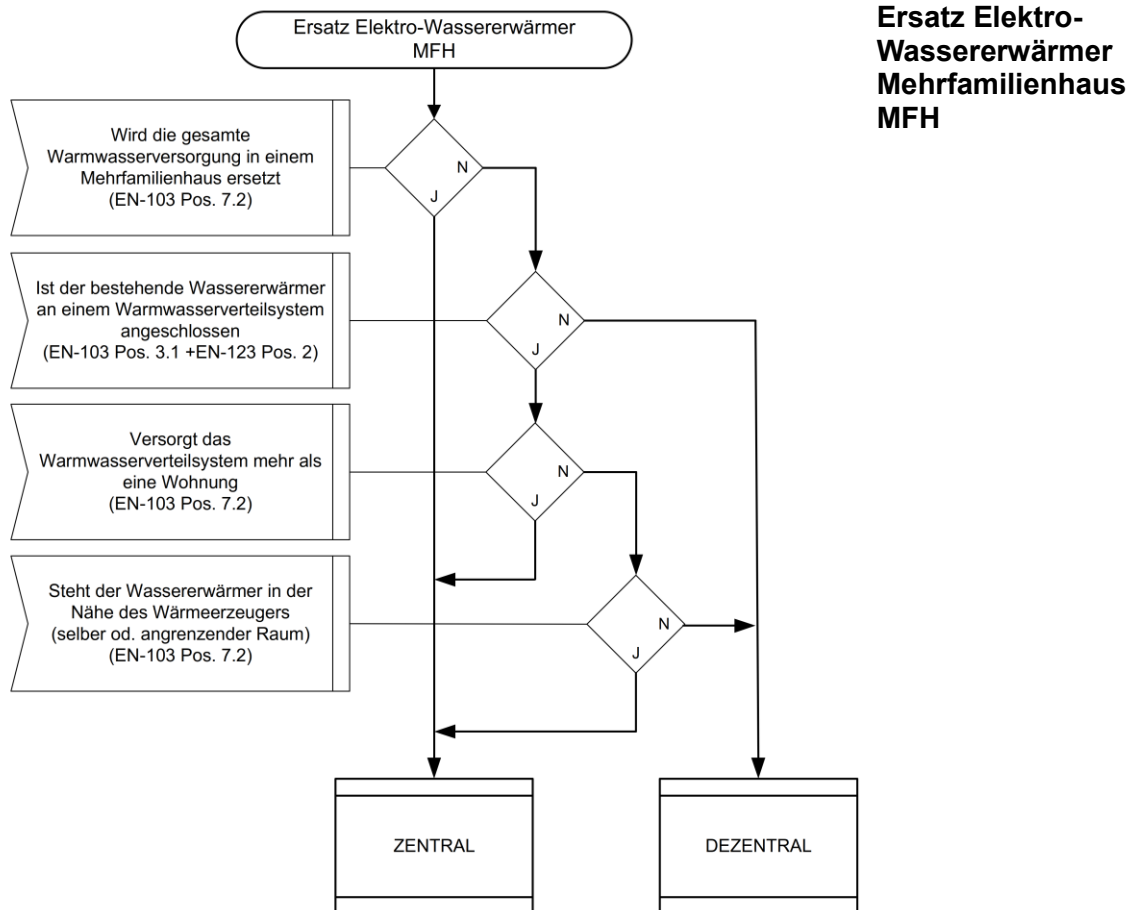 Ersatz Elektro-Wassererwärmer
MFH
Ersatz Elektro-
Wassererwärmer
Mehrfamilienhaus
MFH
Wird die gesamte
Warmwasserversorgung in einem
Mehrfamilienhaus ersetzt
(EN-103 Pos. 7.2)
N
J
Ist der bestehende Wassererwärmer
an einem Warmwasserverteilsystem
angeschlossen
(EN-103 Pos. 3.1 +EN-123 Pos. 2)
N
J
Versorgt das
Warmwasserverteilsystem mehr als
eine Wohnung
(EN-103 Pos. 7.2)
N
J
Steht der Wassererwärmer in der
Nähe des Wärmeerzeugers
(selber od. angrenzender Raum)
(EN-103 Pos. 7.2)
N
J
ZENTRAL
DEZENTRAL